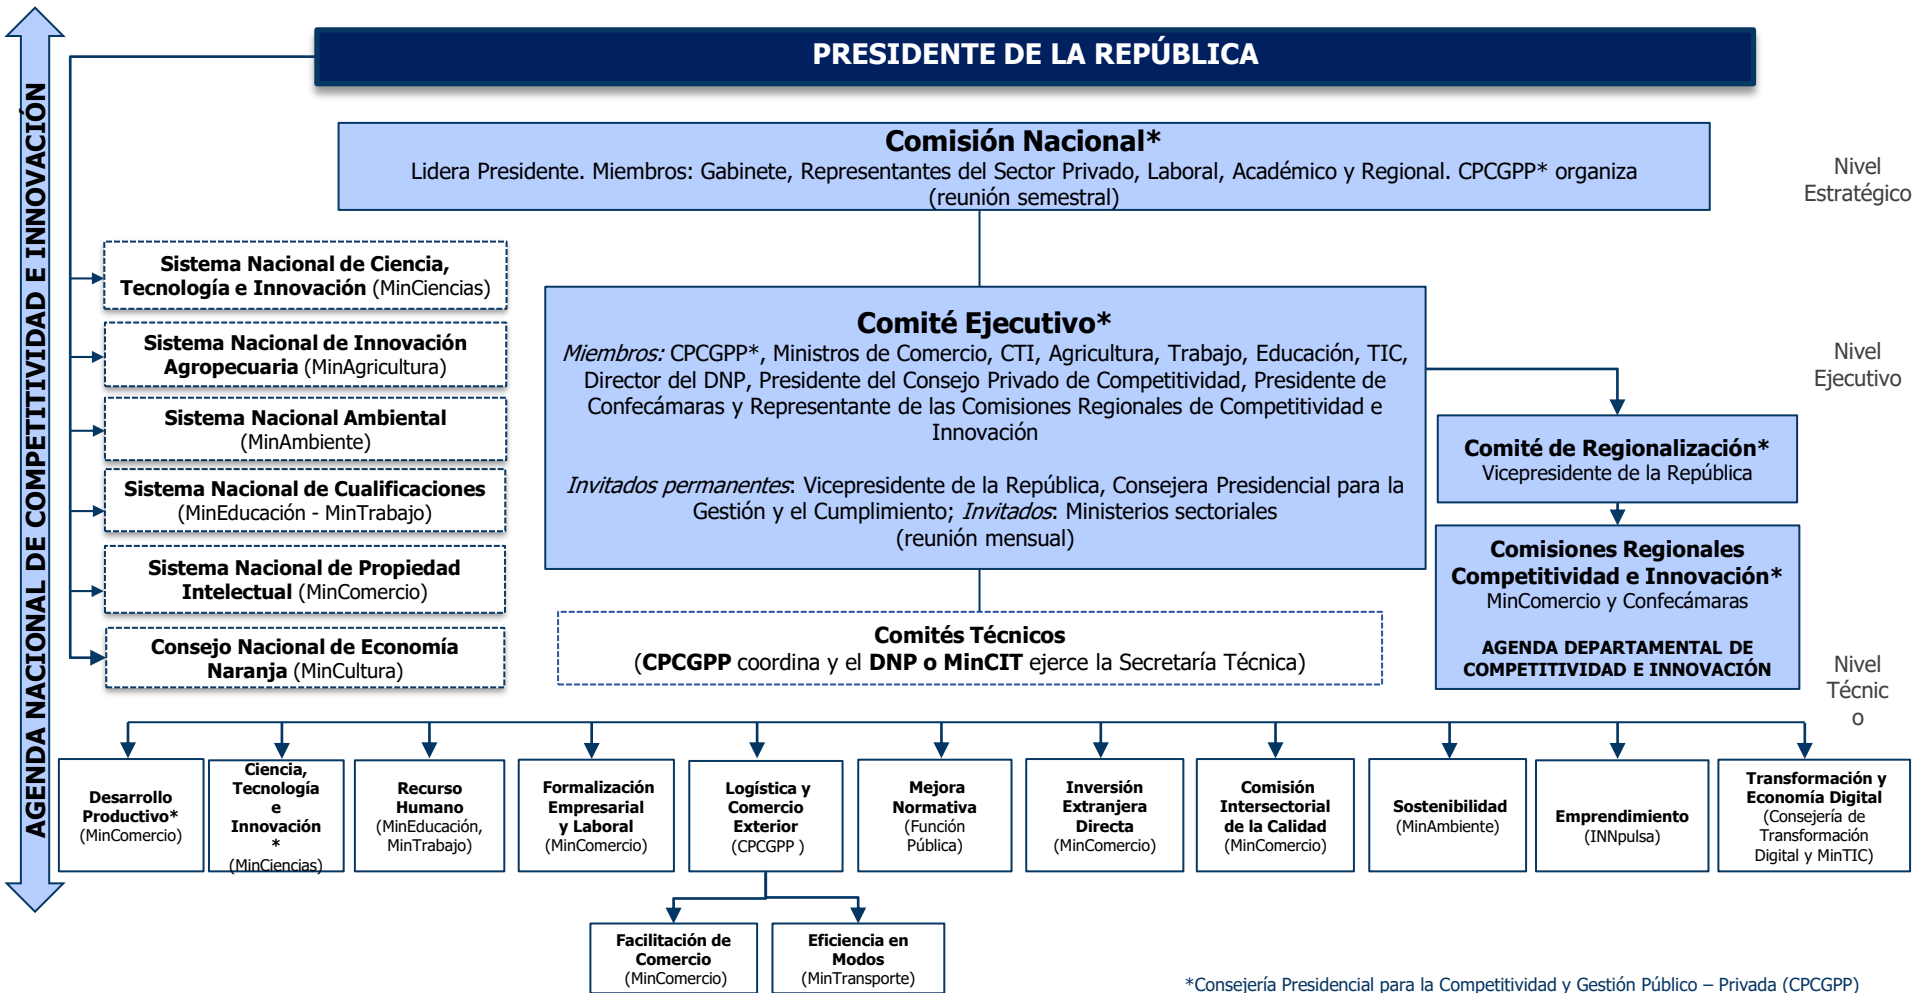 AGENDA NACIONAL DE COMPETITIVIDAD E INNOVACIÓN
PRESIDENTE DE LA REPÚBLICA
Comisión Nacional*
Lidera Presidente. Miembros: Gabinete, Representantes del Sector Privado, Laboral, Académico y Regional. CPCGPP* organiza
(reunión semestral)
Nivel
Estratégico
Sistema Nacional de Ciencia,
Tecnología e Innovación (MinCiencias)
Sistema Nacional de Innovación
Agropecuaria (MinAgricultura)
Sistema Nacional Ambiental
(MinAmbiente)
Sistema Nacional de Cualificaciones
(MinEducación - MinTrabajo)
Sistema Nacional de Propiedad
Intelectual (MinComercio)
Consejo Nacional de Economía
Naranja (MinCultura)
Comité Ejecutivo*
Miembros: CPCGPP*, Ministros de Comercio, CTI, Agricultura, Trabajo, Educación, TIC,
Director del DNP, Presidente del Consejo Privado de Competitividad, Presidente de
Confecámaras y Representante de las Comisiones Regionales de Competitividad e
Innovación
Invitados permanentes: Vicepresidente de la República, Consejera Presidencial para la
Gestión y el Cumplimiento; Invitados: Ministerios sectoriales
(reunión mensual)
Nivel
Ejecutivo
Comité de Regionalización*
Vicepresidente de la República
Comisiones Regionales
Competitividad e Innovación*
MinComercio y Confecámaras
AGENDA DEPARTAMENTAL DE
COMPETITIVIDAD E INNOVACIÓN
Comités Técnicos
(CPCGPP coordina y el DNP o MinCIT ejerce la Secretaría Técnica)
Nivel
Técnic
o
Desarrollo
Productivo*
(MinComercio)
Ciencia,
Tecnología
e
Innovación
*
(MinCiencias)
Recurso
Humano
(MinEducación,
MinTrabajo)
Formalización
Empresarial
y Laboral
(MinComercio)
Logística y
Comercio
Exterior
(CPCGPP )
Mejora
Normativa
(Función
Pública)
Inversión
Extranjera
Directa
(MinComercio)
Comisión
Intersectorial
de la Calidad
(MinComercio)
Sostenibilidad
(MinAmbiente)
Emprendimiento
(INNpulsa)
Transformación y
Economía Digital
(Consejería de
Transformación
Digital y MinTIC)
Facilitación de
Comercio
(MinComercio)
Eficiencia en
Modos
(MinTransporte)
*Consejería Presidencial para la Competitividad y Gestión Público – Privada (CPCGPP)